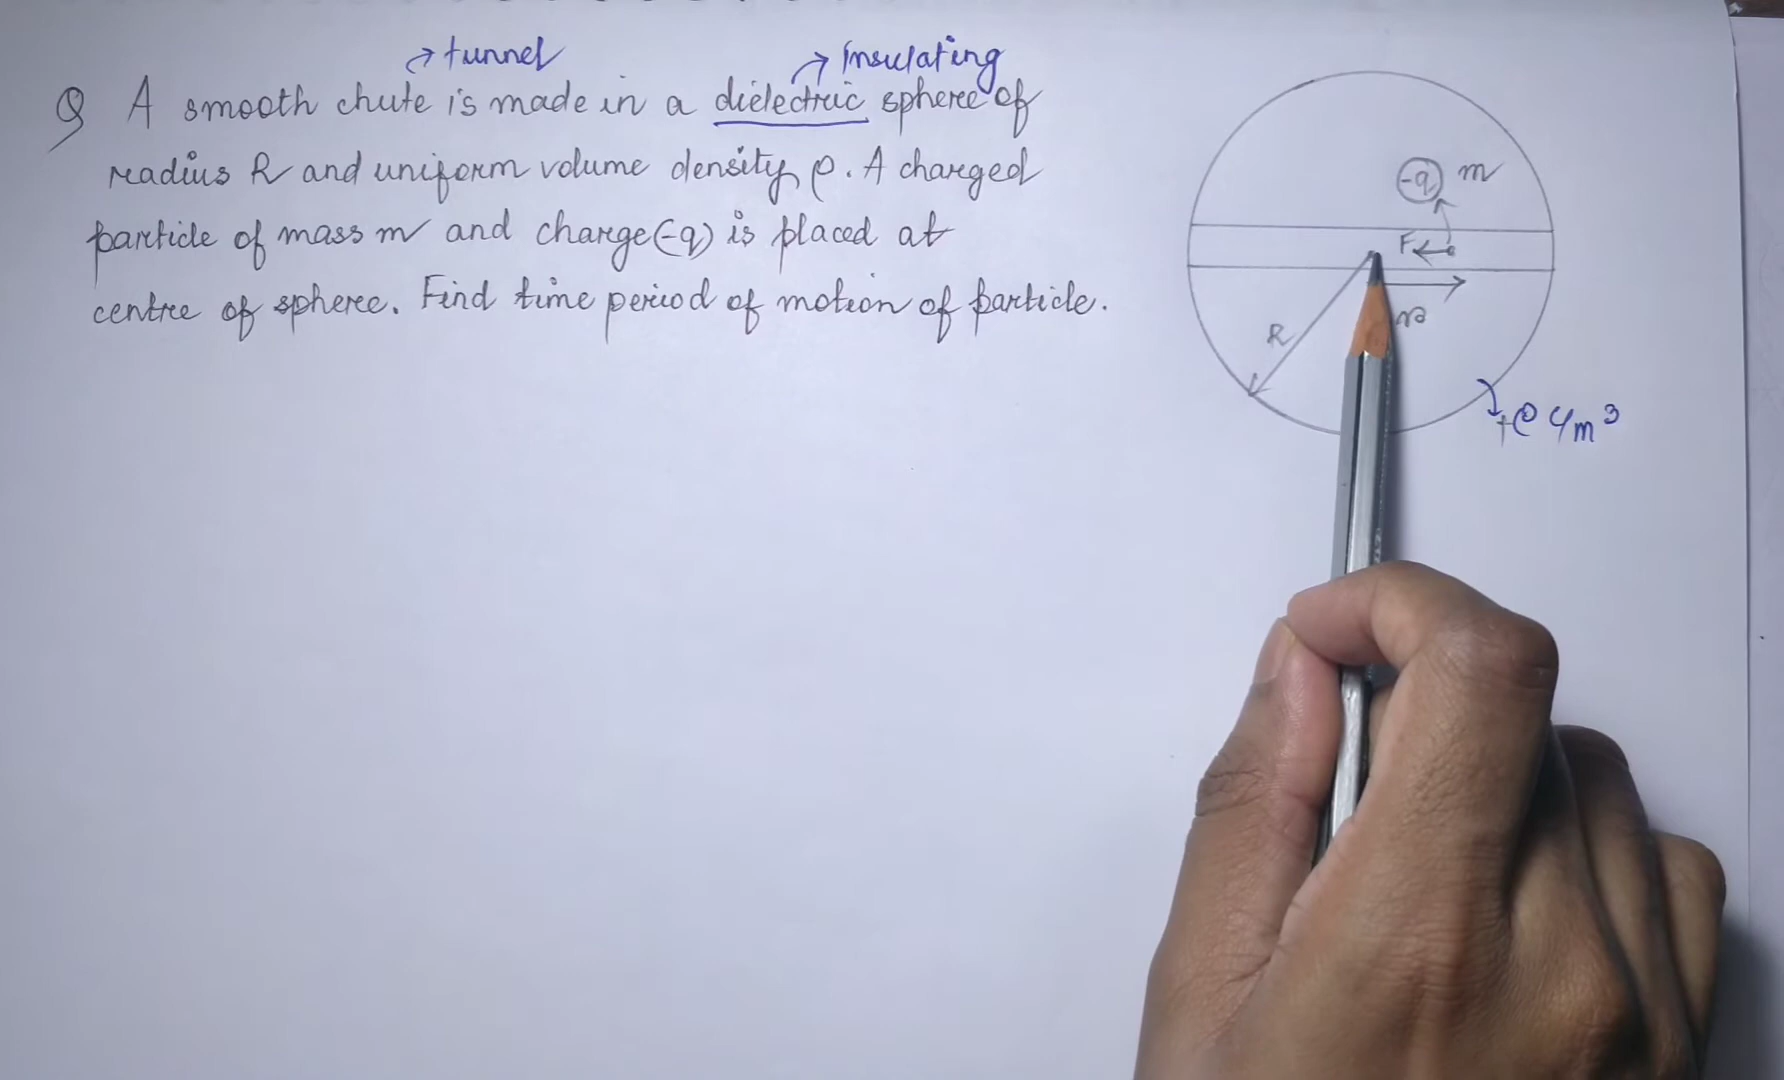 → tunnel → Insulating
Q A smooth chute is made in a dielectric sphere of
radius R and uniform volume density ρ. A charged
particle of mass m and charge (-q) is placed at
centre of sphere. Find time period of motion of particle.
-q m
F
x
R
+ρ C/m³